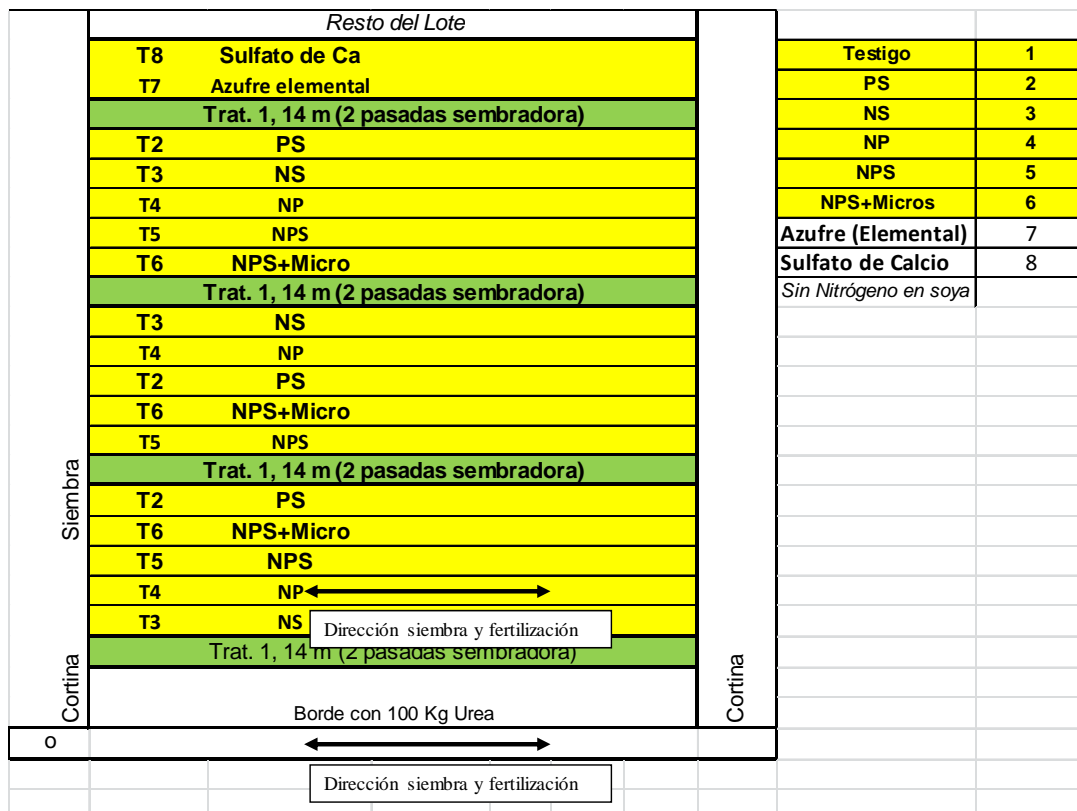 Resto del Lote
T8 Sulfato de Ca
T7 Azufre elemental
Trat. 1, 14 m (2 pasadas sembradora)
T2 PS
T3 NS
T4 NP
T5 NPS
T6 NPS+Micro
Trat. 1, 14 m (2 pasadas sembradora)
T3 NS
T4 NP
T2 PS
T6 NPS+Micro
T5 NPS
Trat. 1, 14 m (2 pasadas sembradora)
T2 PS
T6 NPS+Micro
T5 NPS
T4 NP
T3 NS
Dirección siembra y fertilización
Trat. 1, 14 m (2 pasadas sembradora)
Borde con 100 Kg Urea
Siembra
Cortina
Cortina
o
Dirección siembra y fertilización
Testigo 1
PS 2
NS 3
NP 4
NPS 5
NPS+Micros 6
Azufre (Elemental) 7
Sulfato de Calcio 8
Sin Nitrógeno en soya